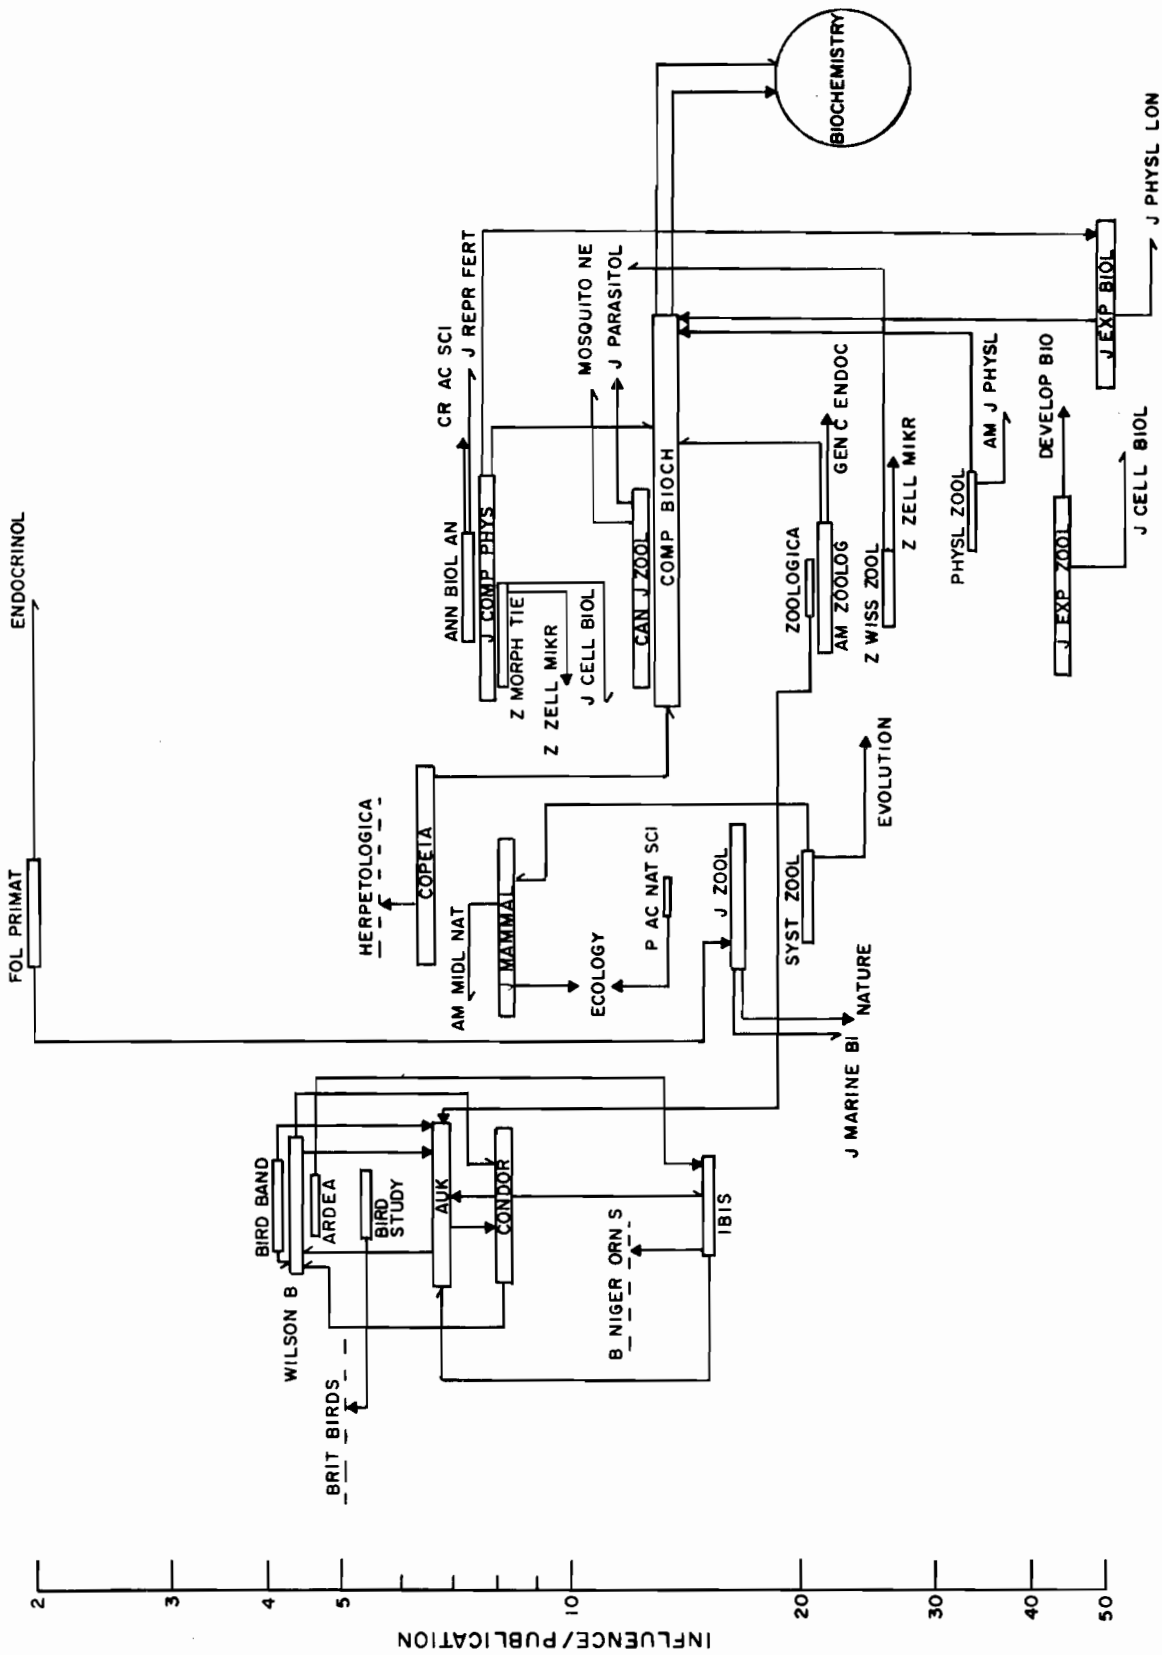 ENDOCRINOL
FOL PRIMAT
BIOCHEMISTRY
CR AC SCI
J REPR FERT
ANN BIOL AN
J COMP PHYS
Z MORPH TIE
Z ZELL MIKR
J CELL BIOL
MOSQUITO NE
J PARASITOL
CAN J ZOOL
COMP BIOCH
HERPETOLOGICA
COPEIA
AM MIDL NAT
J MAMMAL
ECOLOGY
P AC NAT SCI
J ZOOL
SYST ZOOL
EVOLUTION
J MARINE BI
NATURE
ZOOLOGICA
AM ZOOLOG
GEN C ENDOC
Z WISS ZOOL
Z ZELL MIKR
PHYSL ZOOL
AM J PHYSL
DEVELOP BIO
J EXP ZOOL
J CELL BIOL
J EXP BIOL
J PHYSL LON
BIRD BAND
WILSON B
ARDEA
BIRD
STUDY
BRIT BIRDS
AUK
CONDOR
B NIGER ORN S
IBIS
2
3
4
5
10
20
30
40
50
INFLUENCE/PUBLICATION